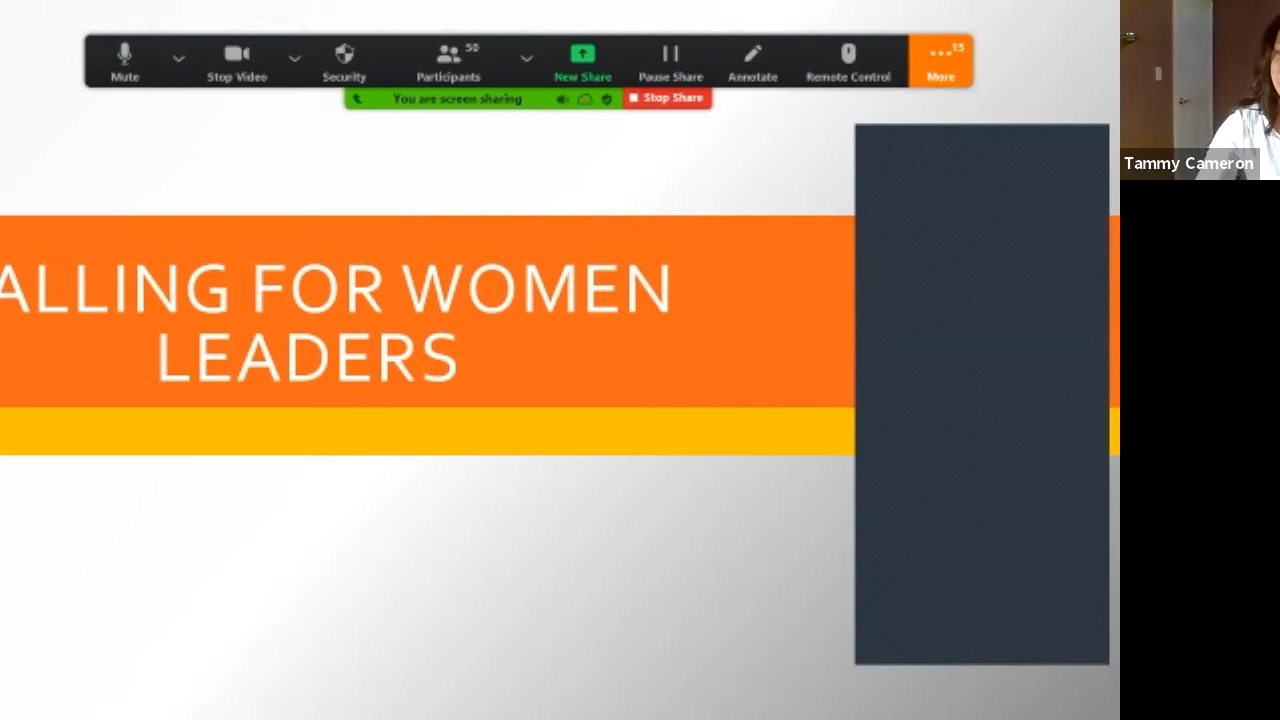 50
15
Mute
Stop Video
Security
Participants
New Share
Pause Share
Annotate
Remote Control
More
You are screen sharing
Stop Share
Tammy Cameron
ALLING FOR WOMEN
LEADERS